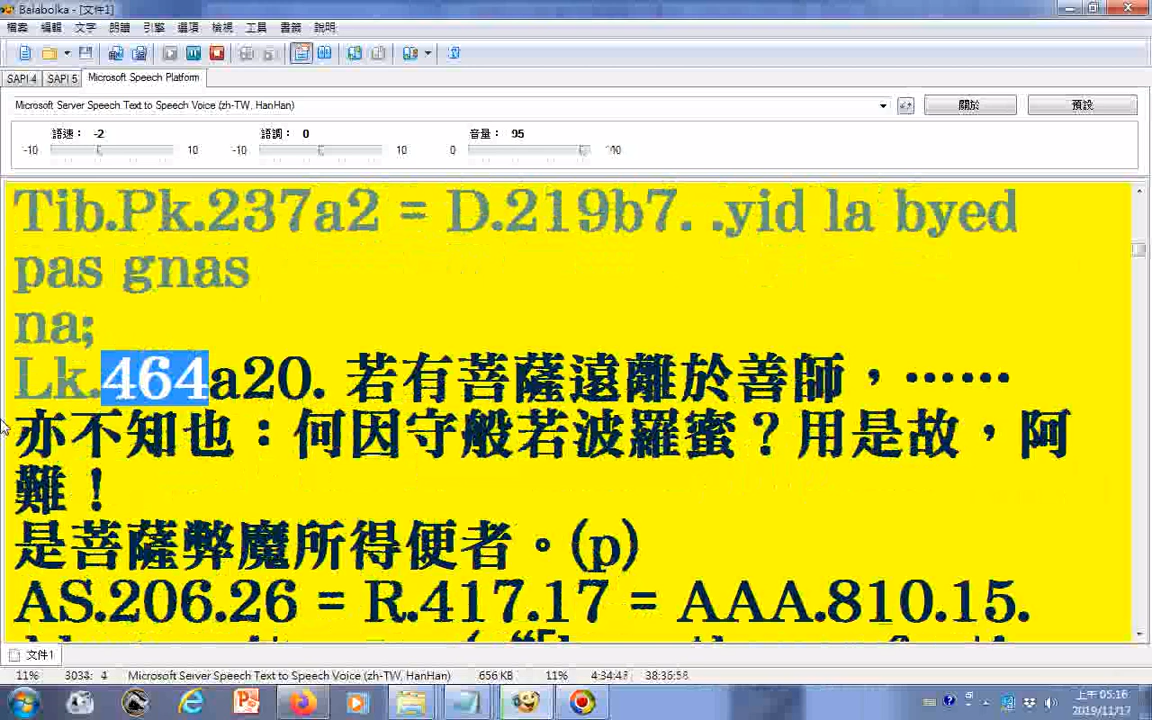 Balabolka - [文件1]
檔案 編輯 文字 朗讀 引擎 選項 檢視 工具 書籤 說明
SAPI 4 SAPI 5 Microsoft Speech Platform
Microsoft Server Speech Text to Speech Voice (zh-TW, HanHan) 關於 預設
語速： -2 語調： 0 音量： 95
-10 10 -10 10 0
Tib.Pk.237a2 = D.219b7. .yid la byed
pas gnas
na;
Lk.464a20. 若有菩薩遠離於善師，……
亦不知也：何因守般若波羅蜜？用是故，阿
難！
是菩薩弊魔所得便者。(p)
AS.206.26 = R.417.17 = AAA.810.15.
文件1
11% 3033: 4 Microsoft Server Speech Text to Speech Voice (zh-TW, HanHan) 656 KB 11% 4:34:43 38:36:58
上午 05:16
2019/11/17